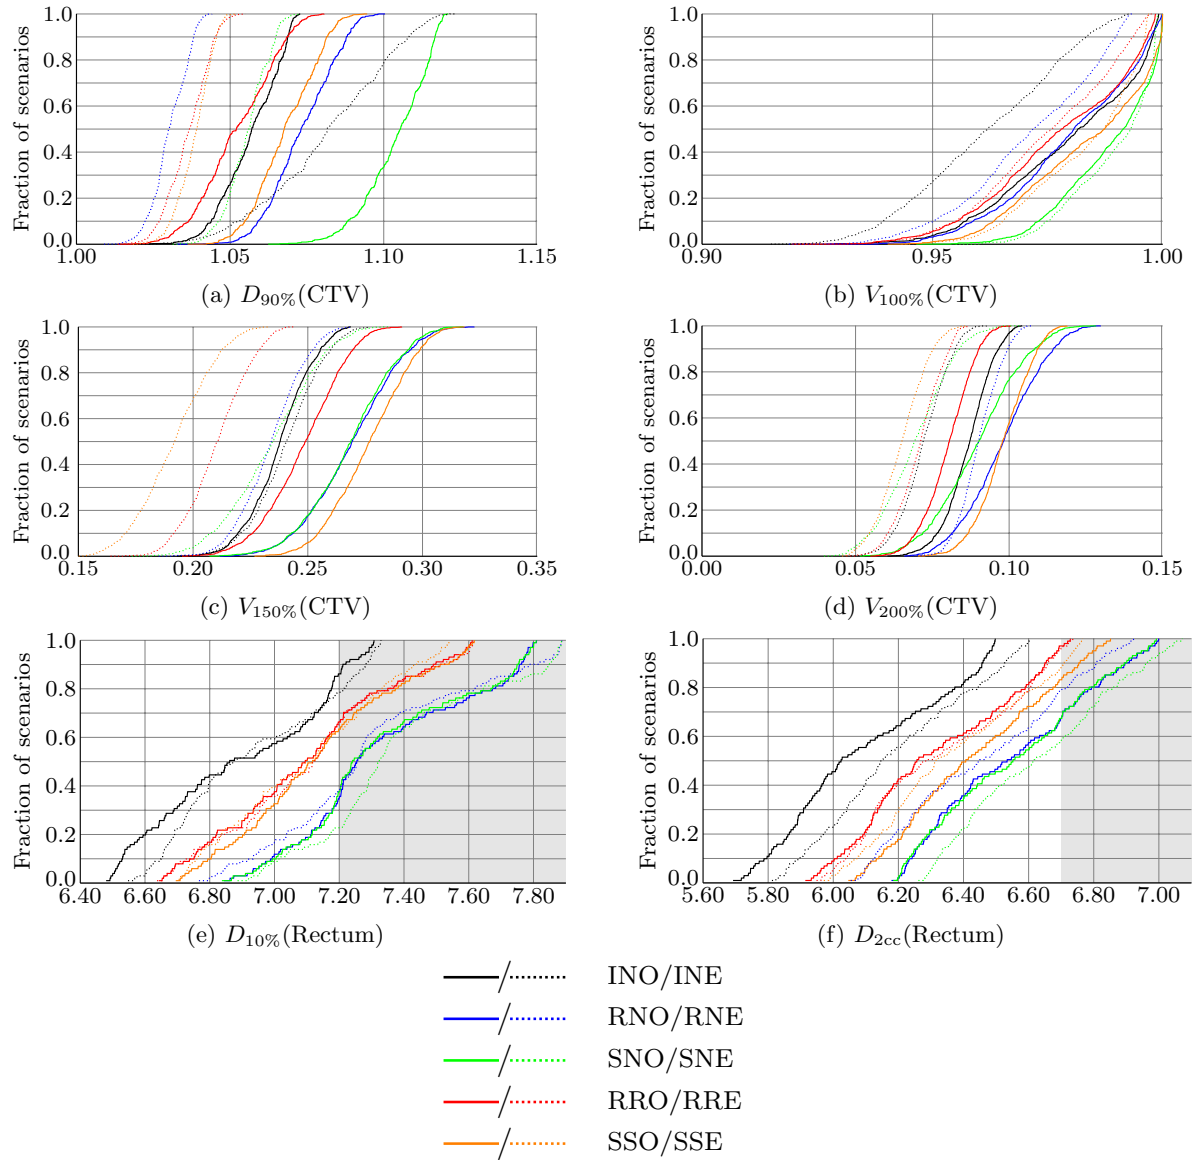 Fraction of scenarios
1.0
0.8
0.6
0.4
0.2
0.0
1.00 1.05 1.10 1.15
(a) D90%(CTV)
Fraction of scenarios
1.0
0.8
0.6
0.4
0.2
0.0
0.90 0.95 1.00
(b) V100%(CTV)
Fraction of scenarios
1.0
0.8
0.6
0.4
0.2
0.0
0.15 0.20 0.25 0.30 0.35
(c) V150%(CTV)
Fraction of scenarios
1.0
0.8
0.6
0.4
0.2
0.0
0.00 0.05 0.10 0.15
(d) V200%(CTV)
Fraction of scenarios
1.0
0.8
0.6
0.4
0.2
0.0
6.40 6.60 6.80 7.00 7.20 7.40 7.60 7.80
(e) D10%(Rectum)
Fraction of scenarios
1.0
0.8
0.6
0.4
0.2
0.0
5.60 5.80 6.00 6.20 6.40 6.60 6.80 7.00
(f) D2cc(Rectum)
INO/INE
RNO/RNE
SNO/SNE
RRO/RRE
SSO/SSE